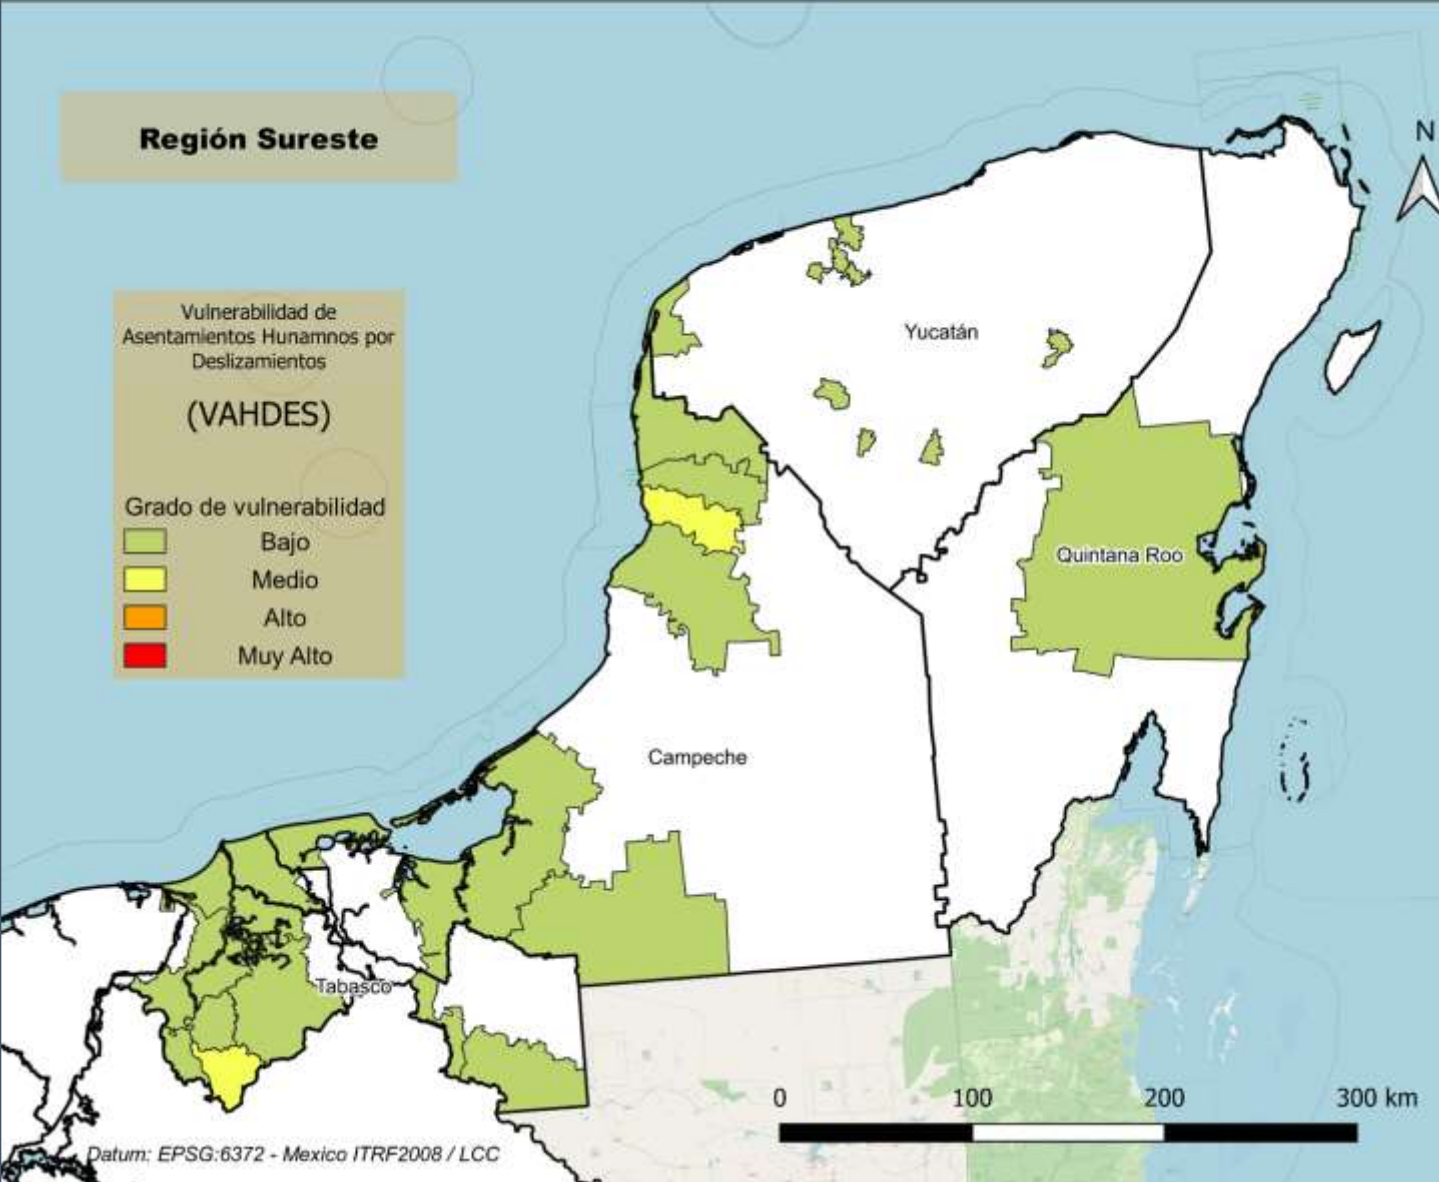 Región Sureste
N
Vulnerabilidad de
Asentamientos Hunamnos por
Deslizamientos
(VAHDES)
Grado de vulnerabilidad
Bajo
Medio
Alto
Muy Alto
Yucatán
Quintana Roo
Campeche
Tabasco
0 100 200 300 km
Datum: EPSG:6372 - Mexico ITRF2008 / LCC